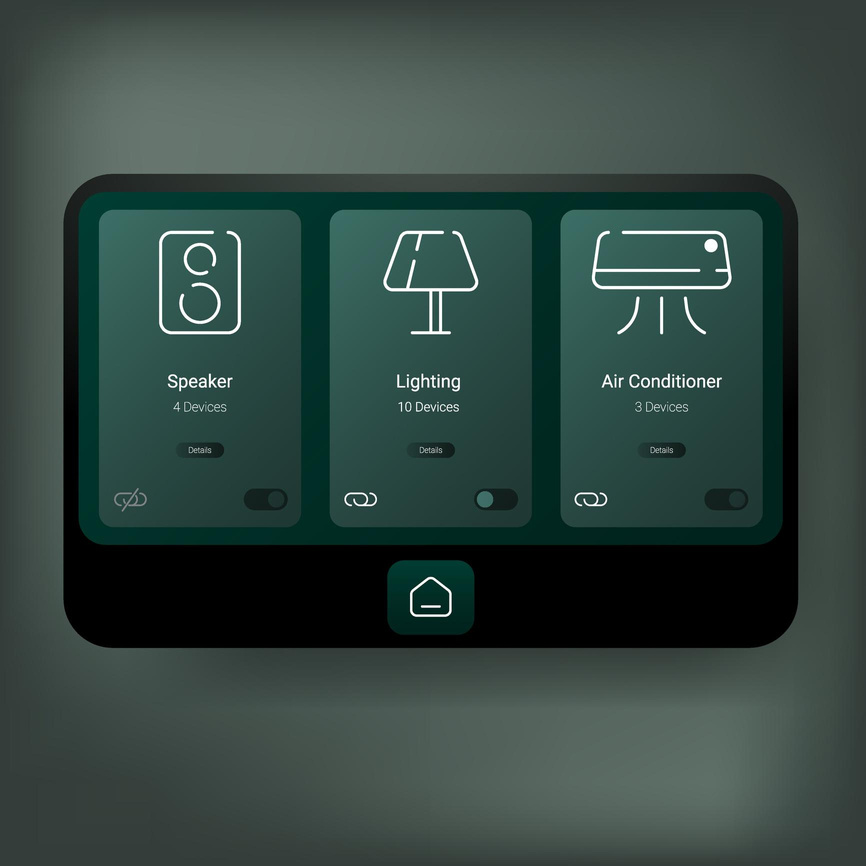 Speaker
4 Devices
Details
Lighting
10 Devices
Details
Air Conditioner
3 Devices
Details